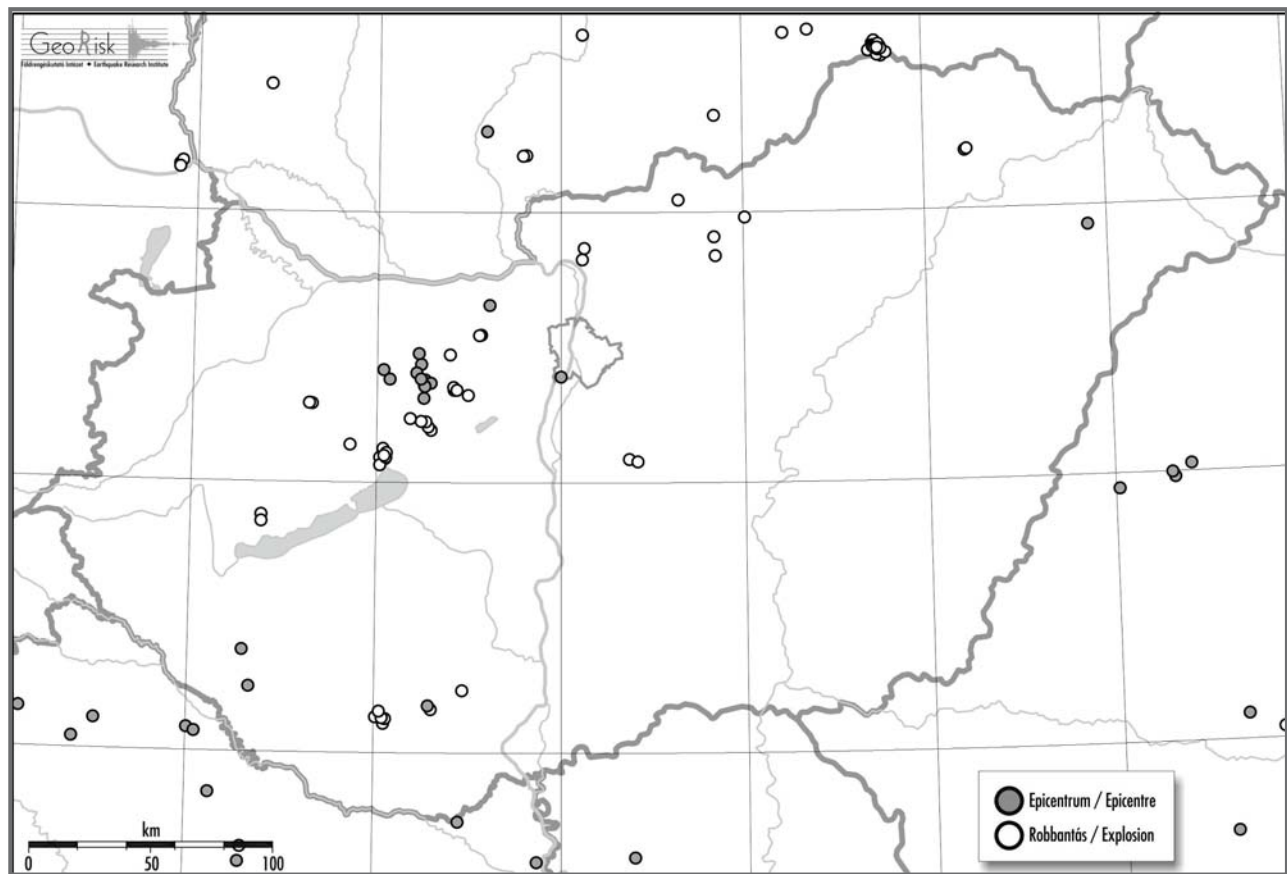 GeoRisk
Földrengéskutató Intézet • Earthquake Research Institute
Epicentrum / Epicentre
Robbantás / Explosion
km
0 50 100